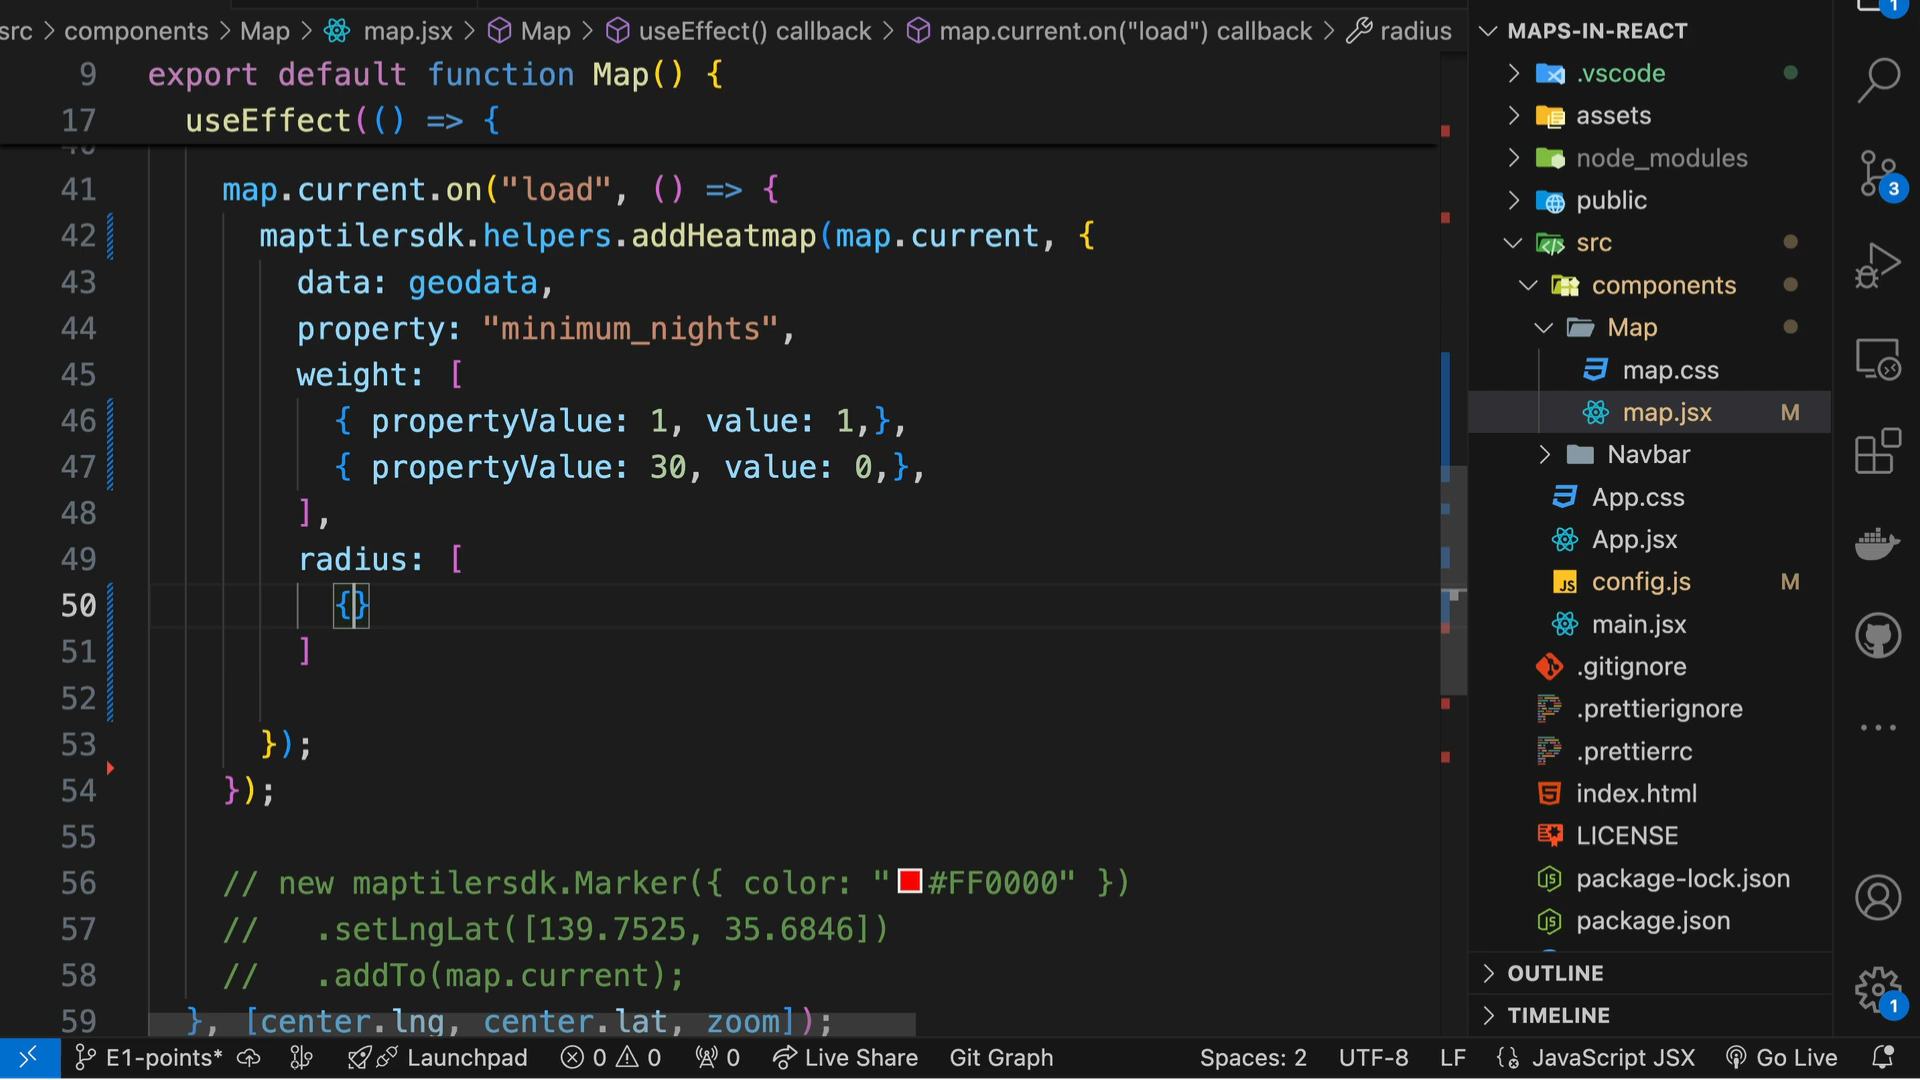 src > components > Map > map.jsx > Map > useEffect() callback > map.current.on("load") callback > radius
9 export default function Map() {
17 useEffect(() => {
41 map.current.on("load", () => {
42 maptilersdk.helpers.addHeatmap(map.current, {
43 data: geodata,
44 property: "minimum_nights",
45 weight: [
46 { propertyValue: 1, value: 1,},
47 { propertyValue: 30, value: 0,},
48 ],
49 radius: [
50 {}
51 ]
52
53 });
54 });
55
56 // new maptilersdk.Marker({ color: "#FF0000" })
57 // .setLngLat([139.7525, 35.6846])
58 // .addTo(map.current);
59 }, [center.lng, center.lat, zoom]);
MAPS-IN-REACT
.vscode
assets
node_modules
public
src
components
Map
map.css
map.jsx M
Navbar
App.css
App.jsx
config.js M
main.jsx
.gitignore
.prettierignore
.prettierrc
index.html
LICENSE
package-lock.json
package.json
OUTLINE
TIMELINE
1
3
1
E1-points* Launchpad 0 0 0 Live Share Git Graph Spaces: 2 UTF-8 LF JavaScript JSX Go Live